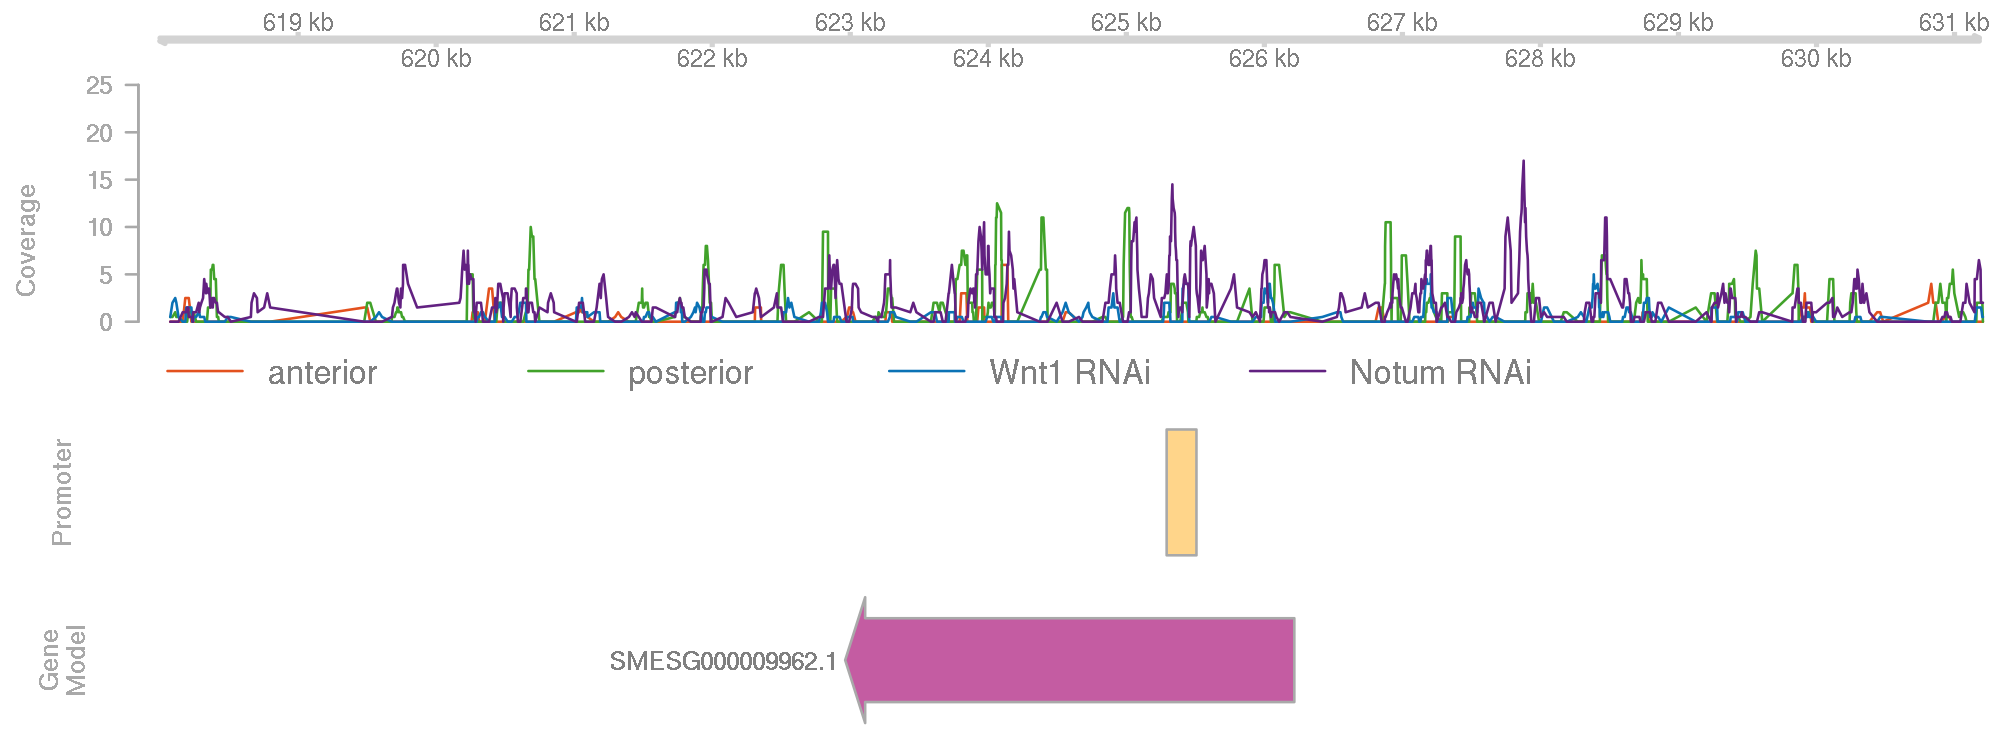 619 kb 621 kb 623 kb 625 kb 627 kb 629 kb 631 kb
620 kb 622 kb 624 kb 626 kb 628 kb 630 kb
Coverage
25
20
15
10
5
0
anterior posterior Wnt1 RNAi Notum RNAi
Promoter
Gene
Model
SMESG000009962.1